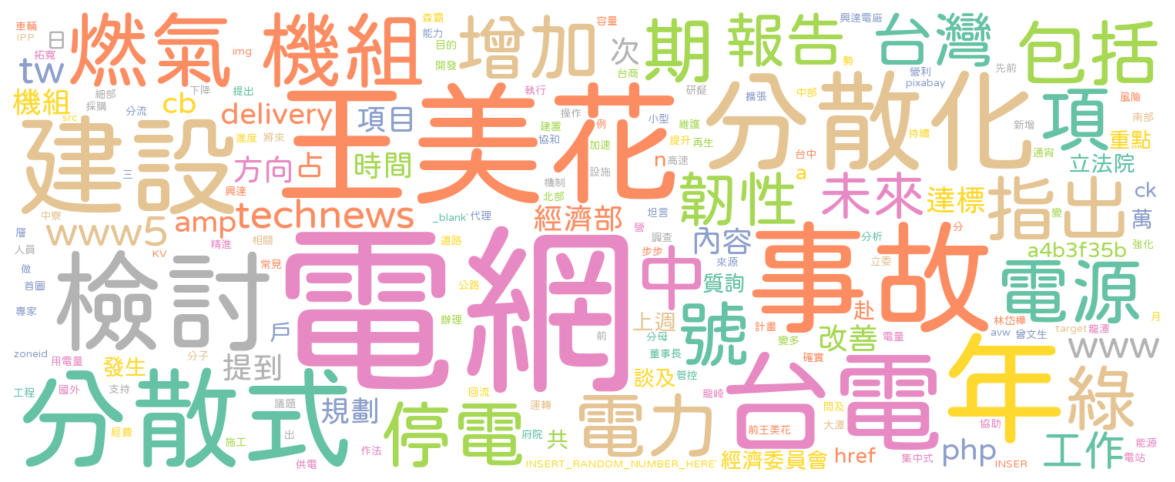 車輛
IPP
拓寬
日
tw
燃氣
機組
森霸
能力
目的
開發
增加
次
台商
期
容量
研擬
報告
勢
興達電廠
台灣
營利
pixabay
先前
包括
img
下降
提出
細部
採購
src
分流
機組
cb
delivery
項目
執行
操作
例
小型
維護
擴張
中部
持續
新增
項
風險
南部
重點
通宵
立法院
建設
進度
將來
三
方向
興達
占
時間
王美花
建置
協和
加速
提升
再生
設施
n
高速
機制
北部
台中
a
分散化
韌性
未來
達標
指出
ck
萬
變
中寮
層
人員
www5
KV
精進
amp
technews
相關
_blank'
代理
經濟部
坦言
營
調查
步步
內容
來源
質詢
分析
立委
分
a4b3f35b
強化
做
首圖
專家
檢討
常見
電網
道路
公路
辦理
前
中
上週
分母
董事長
號
計畫
變多
事故
赴
改善
確實
林岱樺
電量
avw
曾文生
電源
target
龍潭
月
www
zoneid
用電量
發生
戶
提到
分子
工程
國外
支持
經費
分散式
施工
議題
出
供電
規劃
作法
停電
回流
運轉
府院
共
INSERT_RANDOM_NUMBER_HERE'
電力
談及
管控
龍崎
台電
問及
大潭
前王美花
經濟委員會
href
集中式
年
協助
php
INSER
綠
工作
能源
電站